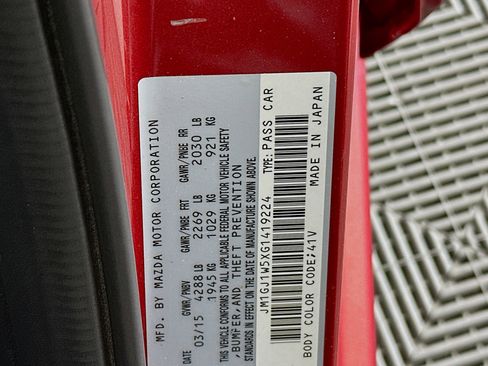 MFD. BY MAZDA MOTOR CORPORATION
GVWR/PNBV GAWR/PNBE FRT GAWR/PNBE RR
03/15 4288 LB 2269 LB 2030 LB
1945 KG 1029 KG 921 KG
THIS VEHICLE CONFORMS TO ALL APPLICABLE FEDERAL MOTOR VEHICLE SAFETY
,BUMPER,AND THEFT PREVENTION
STANDARDS IN EFFECT ON THE DATE OF MANUFACTURE SHOWN ABOVE.
JM1GJ1W5XG1419224 TYPE: PASS CAR
BODY COLOR CODE;41V MADE IN JAPAN